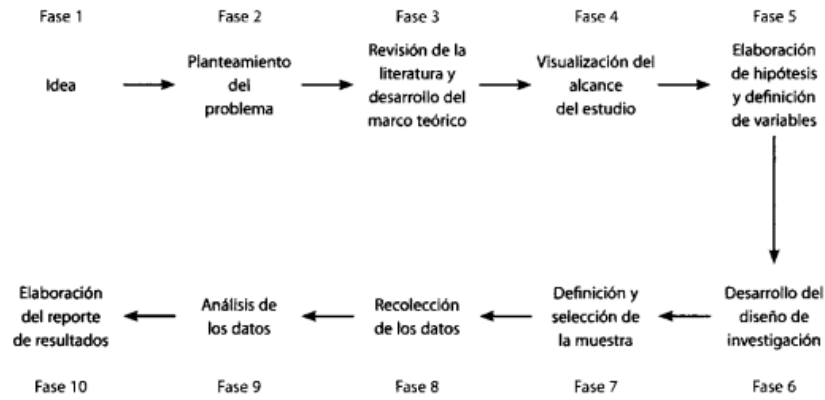 Fase 1
Fase 2
Fase 3
Fase 4
Fase 5
Idea
Planteamiento
del
problema
Revisión de la
literatura y
desarrollo del
marco teórico
Visualización del
alcance
del estudio
Elaboración
de hipótesis
y definición
de variables
Elaboración
del reporte
de resultados
Análisis de
los datos
Recolección
de los datos
Definición y
selección de
la muestra
Desarrollo del
diseño de
investigación
Fase 10
Fase 9
Fase 8
Fase 7
Fase 6